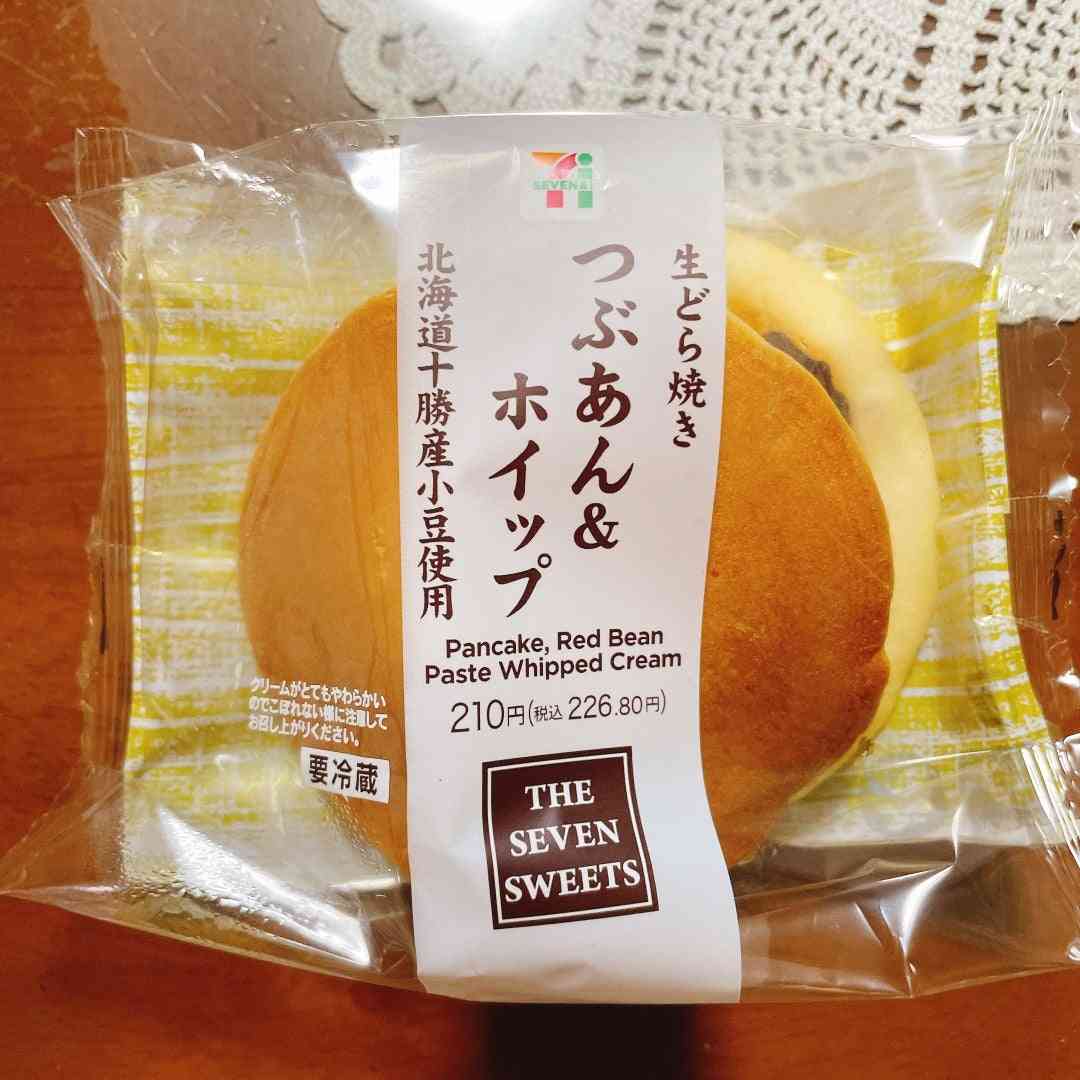 SEVEN&i
生どら焼き
つぶあん&
ホイップ
北海道十勝産小豆使用
Pancake, Red Bean
Paste Whipped Cream
210円(税込 226.80円)
クリームがとてもやわらかい
のでこぼれない様に注意して
お召し上がりください。
要冷蔵
THE
SEVEN
SWEETS